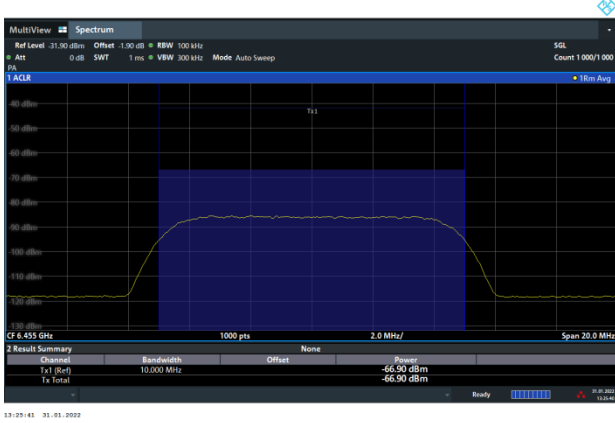 MultiView Spectrum
Ref Level -31.90 dBm Offset -1.90 dB RBW 100 kHz SGL
Att 0 dB SWT 1 ms VBW 300 kHz Mode Auto Sweep Count 1 000/1 000
PA
1 ACLR 1Rm Avg
Tx1
-40 dBm
-50 dBm
-60 dBm
-70 dBm
-80 dBm
-90 dBm
-100 dBm
-110 dBm
-120 dBm
-130 dBm
CF 6.455 GHz 1000 pts 2.0 MHz/ Span 20.0 MHz
2 Result Summary None
Channel Bandwidth Offset Power
Tx1 (Ref) 10.000 MHz -66.90 dBm
Tx Total -66.90 dBm
Ready 31.01.2022
13:25:40
13:25:41 31.01.2022